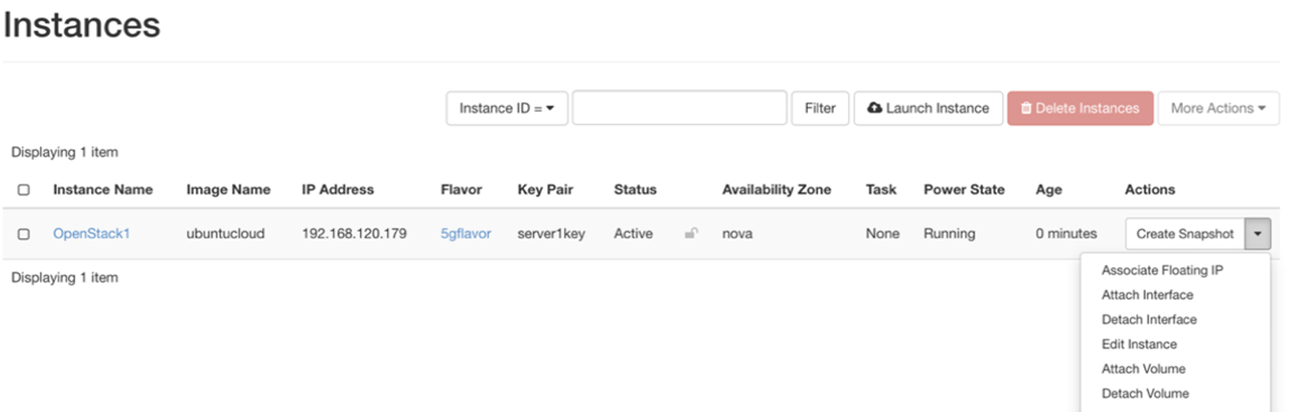 Instances
Instance ID = Filter Launch Instance Delete Instances More Actions
Displaying 1 item
Instance Name Image Name IP Address Flavor Key Pair Status Availability Zone Task Power State Age Actions
OpenStack1 ubuntucloud 192.168.120.179 5gflavor server1key Active nova None Running 0 minutes Create Snapshot
Displaying 1 item
Associate Floating IP
Attach Interface
Detach Interface
Edit Instance
Attach Volume
Detach Volume